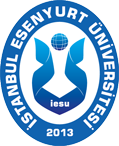 İSTANBUL ESENYURT ÜNİVERSİTESİ
iesu
2013